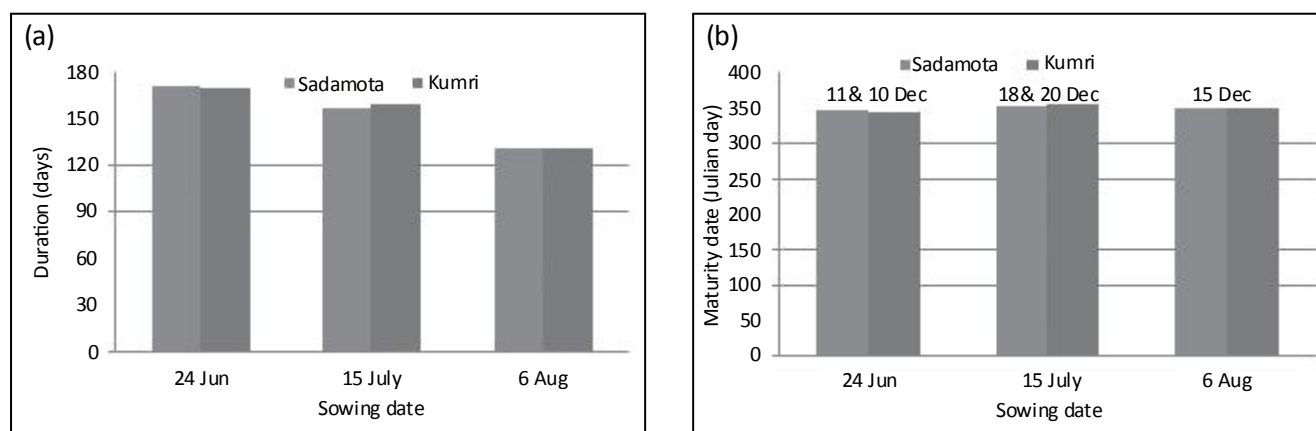 (a)
180
Sadamota Kumri
150
120
90
60
30
0
Duration (days)
24 Jun 15 July 6 Aug
Sowing date
(b)
400
Sadamota Kumri
11& 10 Dec 18& 20 Dec 15 Dec
350
300
250
200
150
100
50
0
Maturity date (Julian day)
24 Jun 15 July 6 Aug
Sowing date